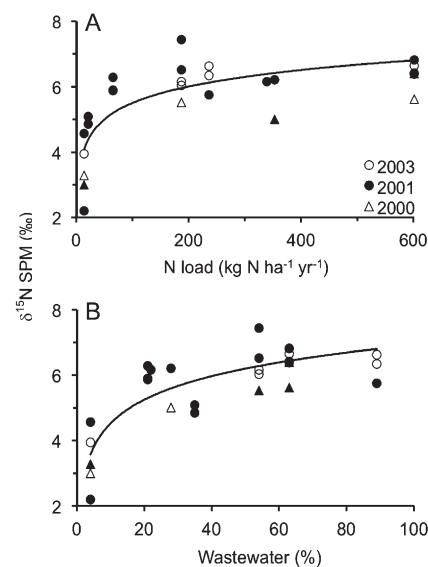 A
8
6
4
2
0 200 400 600
N load (kg N ha⁻¹ yr⁻¹)
○ 2003
● 2001
△ 2000
δ¹⁵N SPM (‰)
B
8
6
4
2
0 20 40 60 80 100
Wastewater (%)